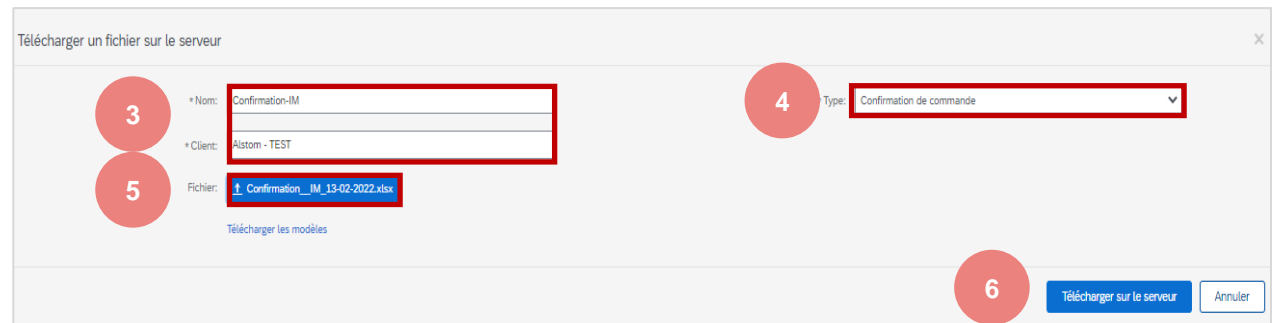 Télécharger un fichier sur le serveur
×
3
* Nom: Confirmation-IM
4
* Type: Confirmation de commande
* Client: Alstom - TEST
5
Fichier: Confirmation__IM_13-02-2022.xlsx
Télécharger les modèles
6
Télécharger sur le serveur
Annuler